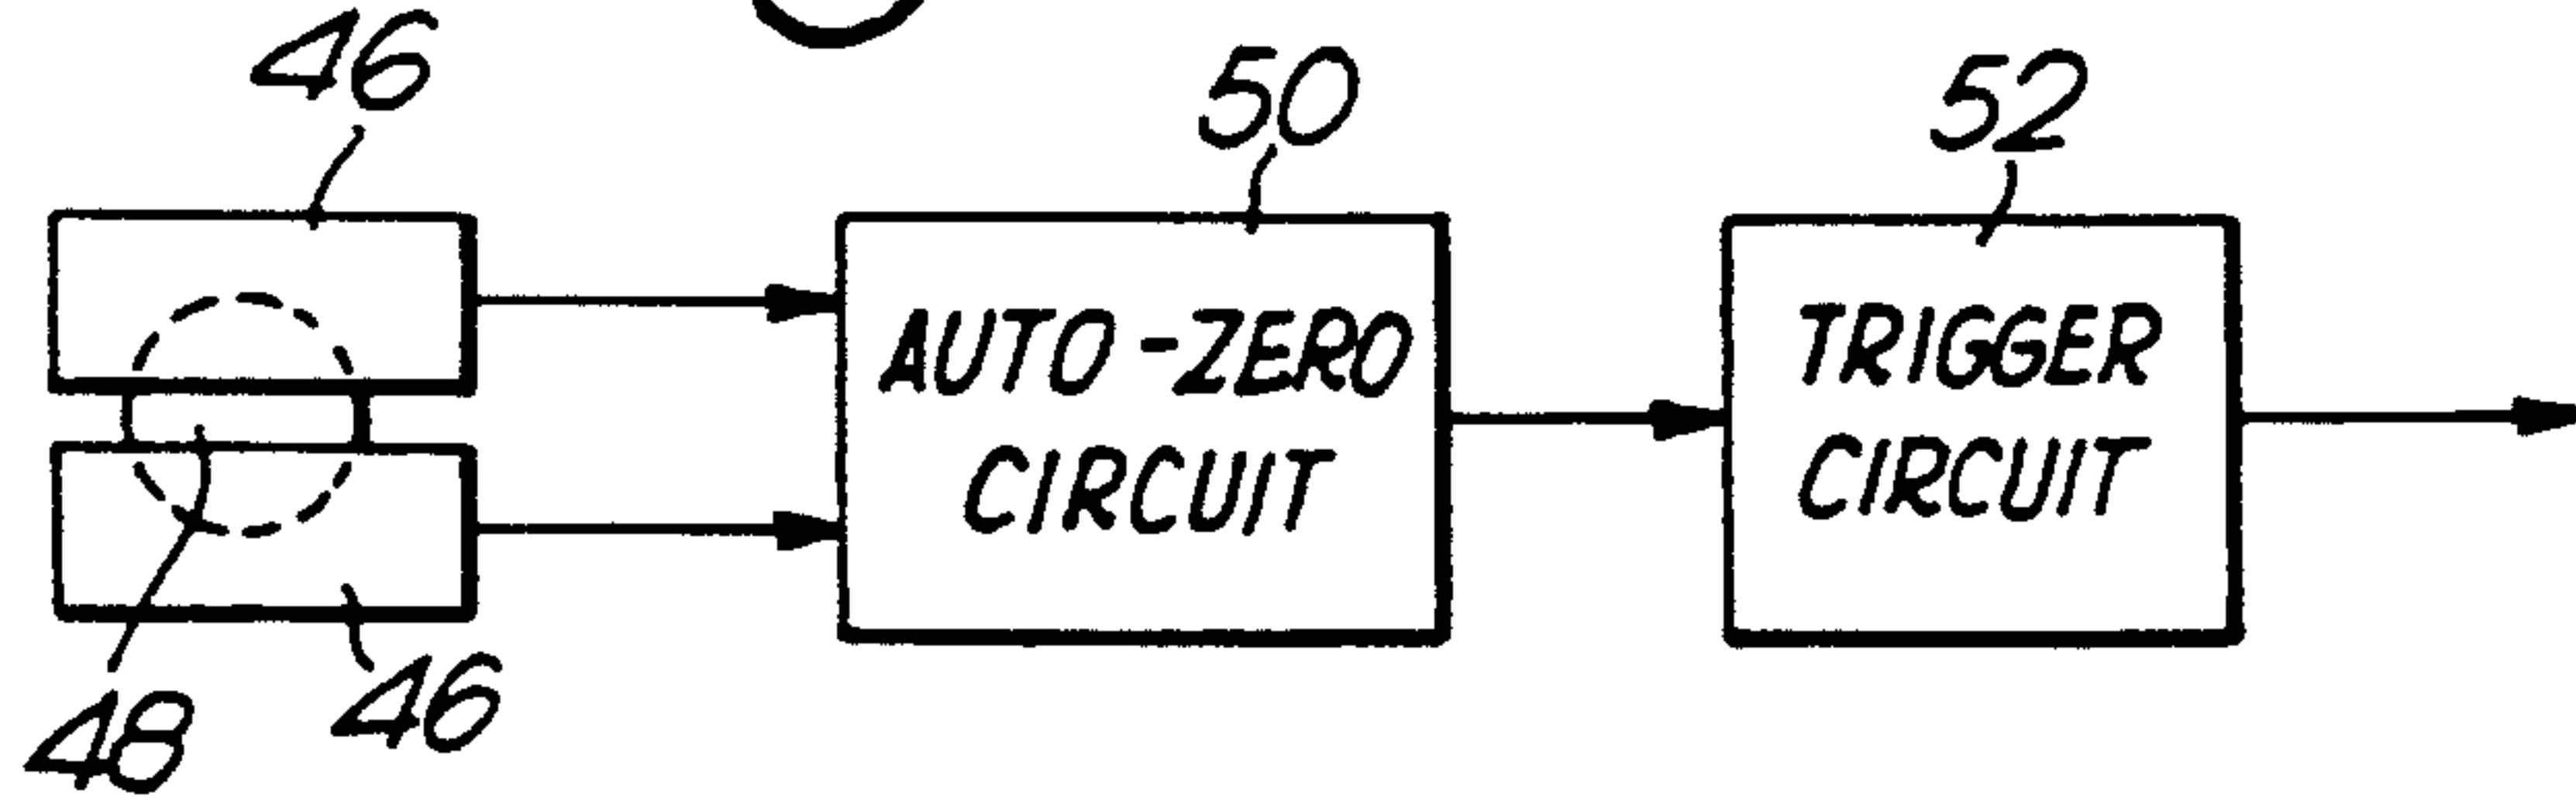 46
50
52
AUTO-ZERO
CIRCUIT
TRIGGER
CIRCUIT
48
46